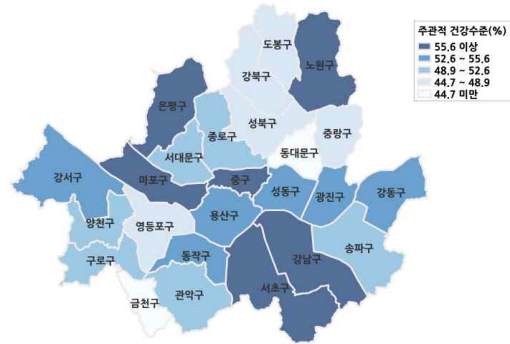 주관적 건강수준(%)
55.6 이상
52.6 ~ 55.6
48.9 ~ 52.6
44.7 ~ 48.9
44.7 미만
도봉구
노원구
강북구
은평구
성북구
종로구
중랑구
서대문구
동대문구
강서구
마포구
중구
성동구
광진구
강동구
양천구
영등포구
용산구
송파구
구로구
동작구
강남구
서초구
관악구
금천구